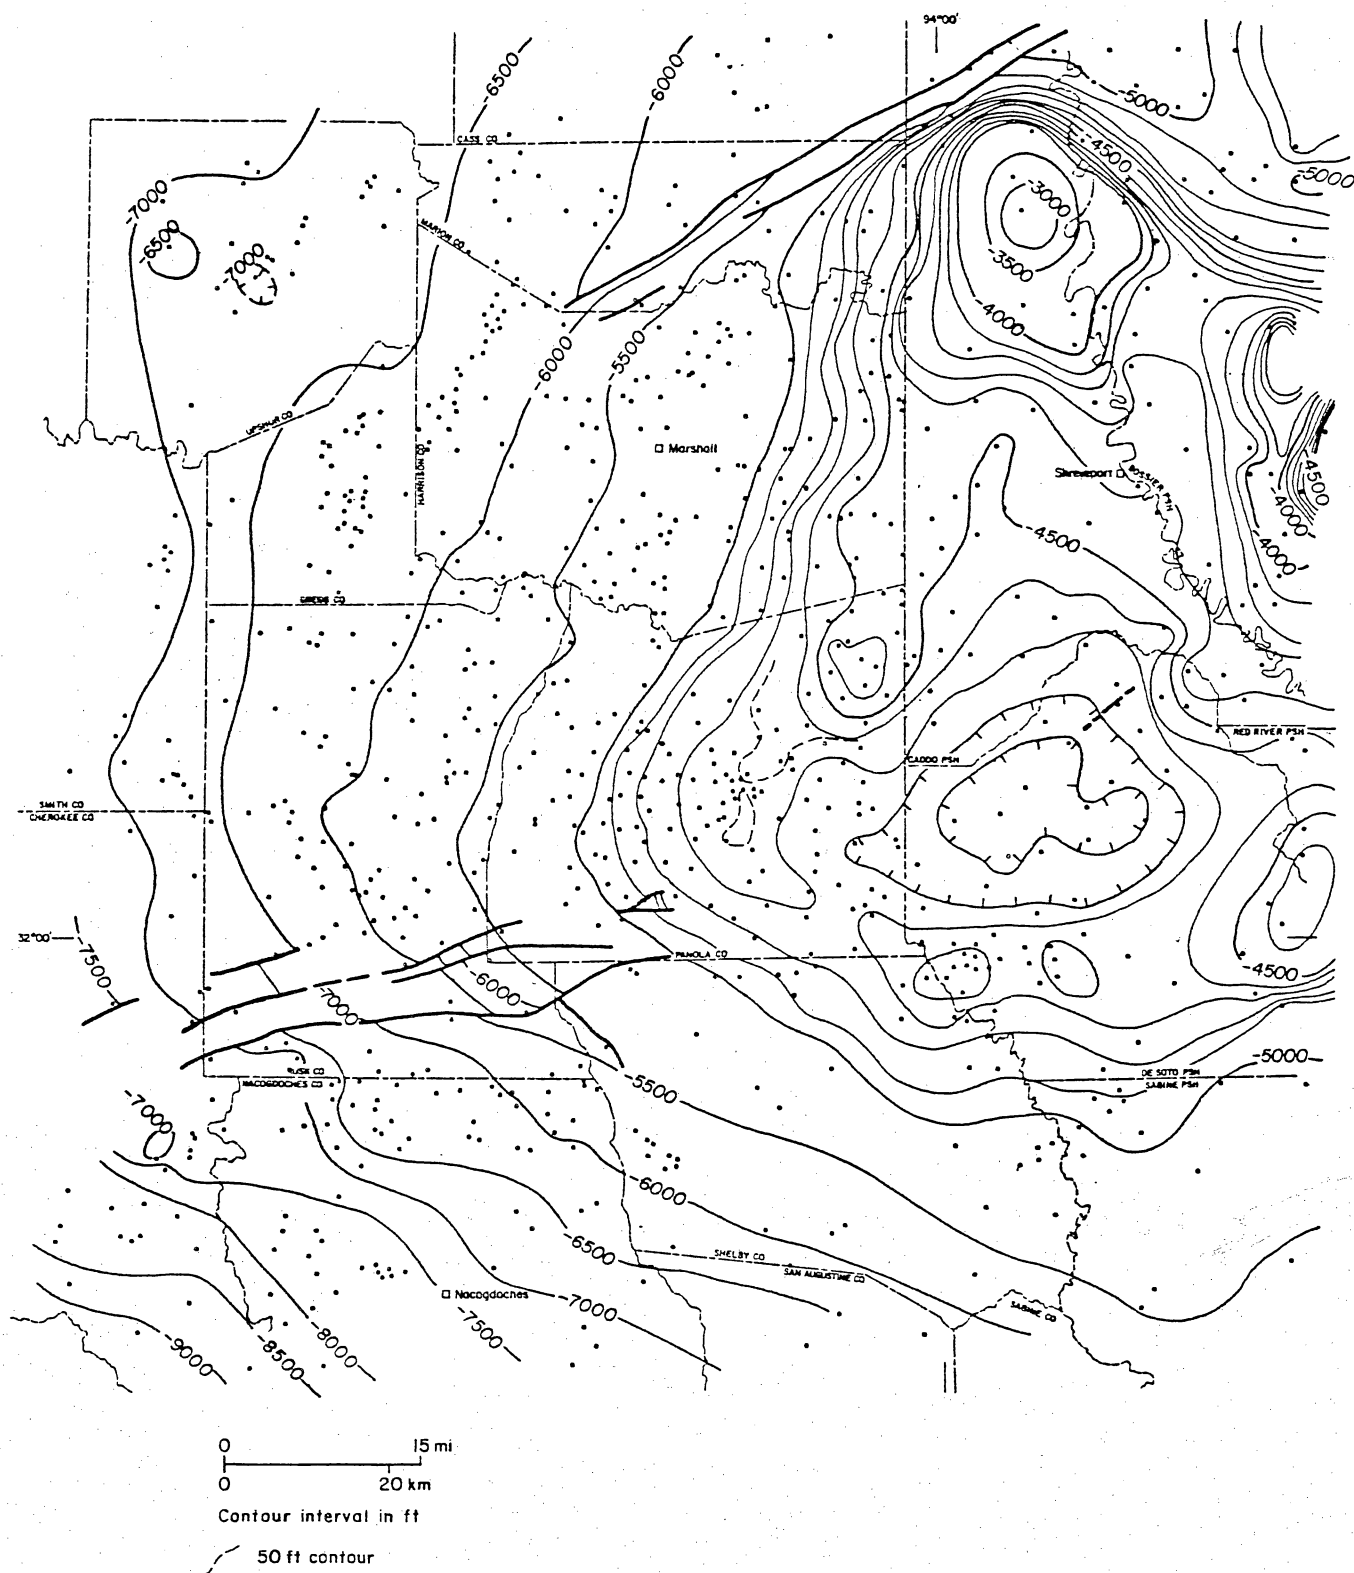 94°00'
-6500
-6000
-5000
CASS CO
-4500
-5000
-7000
-3000
MARION CO
-6500
-7000
-3500
-4000
-6000
-5500
UPSHUR CO
Marshall
HARRISON CO
Shreveport
BOSSIER PSH
-4500
-4000
-4500
-4000
GREGG CO
RED RIVER PSH
CADDO PSH
SMITH CO
CHEROKEE CO
32°00'
-7500
PANOLA CO
-4500
-6000
-7000
-5000
RUSK CO
NACOGDOCHES CO
DE SOTO PSH
SABINE PSH
-5500
-7000
-6000
-6500
SHELBY CO
SAN AUGUSTINE CO
Nacogdoches
-7000
SABINE CO
-7500
-8000
-8500
-9000
0 15 mi
0 20 km
Contour interval in ft
50 ft contour